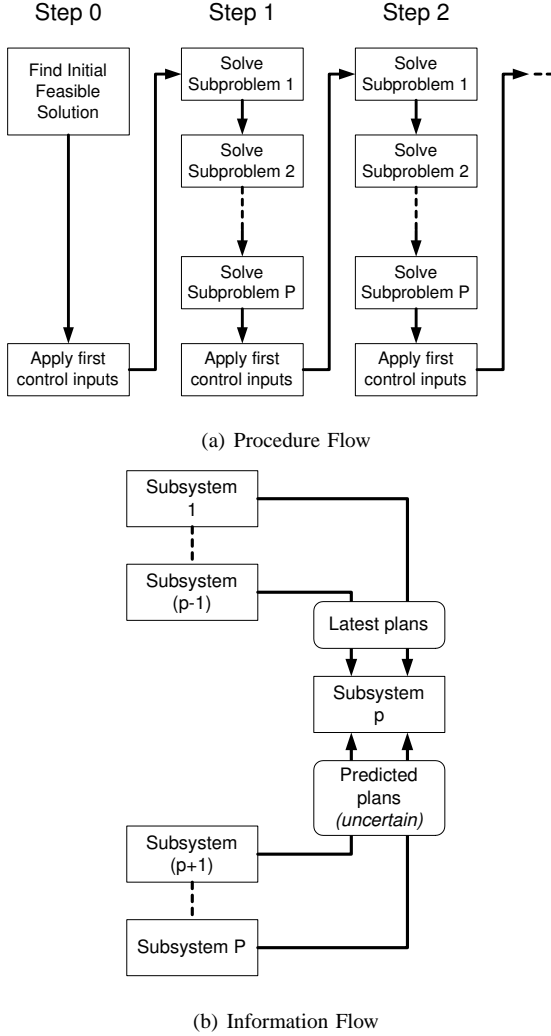 Step 0
Step 1
Step 2
Find Initial
Feasible
Solution
Apply first
control inputs
Solve
Subproblem 1
Solve
Subproblem 2
Solve
Subproblem P
Apply first
control inputs
Solve
Subproblem 1
Solve
Subproblem 2
Solve
Subproblem P
Apply first
control inputs
(a) Procedure Flow
Subsystem
1
Subsystem
(p-1)
Latest plans
Subsystem
p
Predicted
plans
(uncertain)
Subsystem
(p+1)
Subsystem P
(b) Information Flow